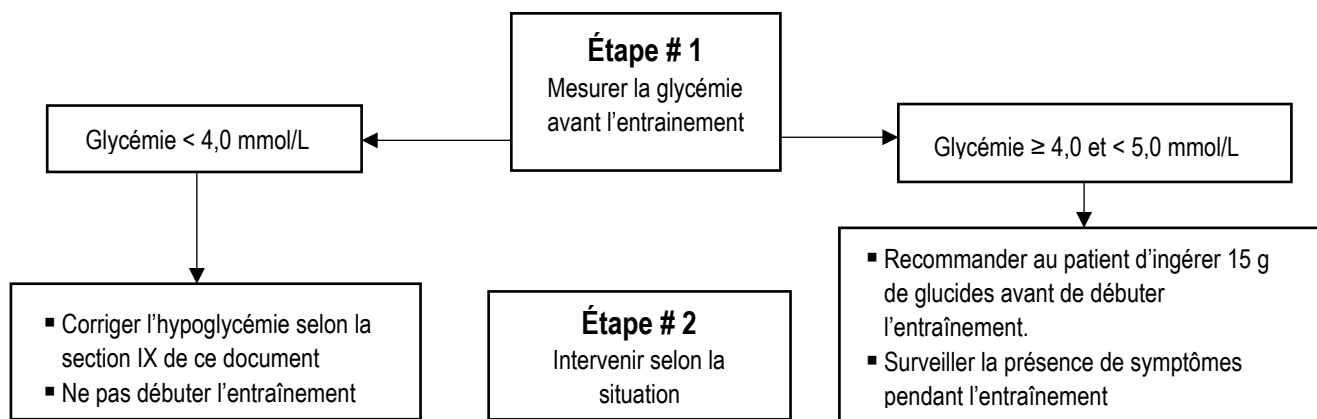 Étape # 1
Mesurer la glycémie
avant l’entrainement
Glycémie < 4,0 mmol/L
Glycémie ≥ 4,0 et < 5,0 mmol/L
▪ Corriger l’hypoglycémie selon la
section IX de ce document
▪ Ne pas débuter l’entraînement
Étape # 2
Intervenir selon la
situation
▪ Recommander au patient d’ingérer 15 g
de glucides avant de débuter
l’entraînement.
▪ Surveiller la présence de symptômes
pendant l’entraînement